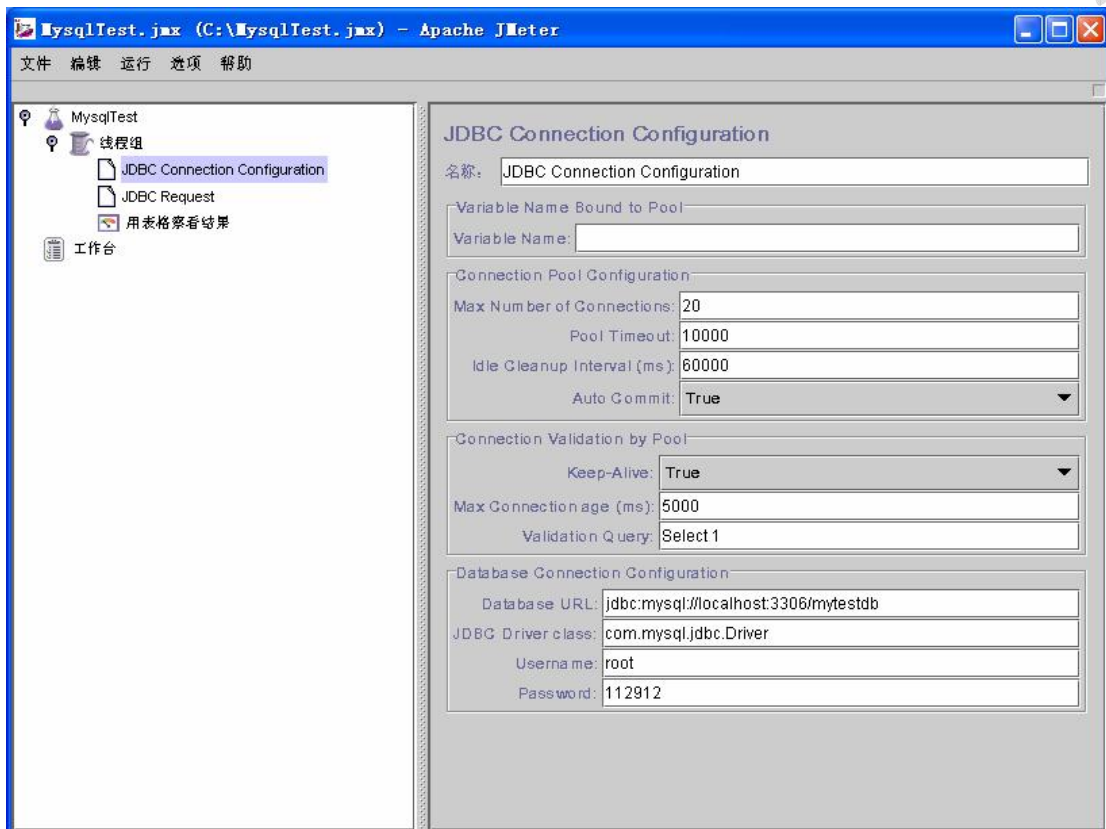 MysqlTest.jmx (C:\MysqlTest.jmx) - Apache JMeter
文件 编辑 运行 选项 帮助
MysqlTest
线程组
JDBC Connection Configuration
JDBC Request
用表格察看结果
工作台
JDBC Connection Configuration
名称： JDBC Connection Configuration
Variable Name Bound to Pool
Variable Name:
Connection Pool Configuration
Max Number of Connections: 20
Pool Timeout: 10000
Idle Cleanup Interval (ms): 60000
Auto Commit: True
Connection Validation by Pool
Keep-Alive: True
Max Connection age (ms): 5000
Validation Query: Select 1
Database Connection Configuration
Database URL: jdbc:mysql://localhost:3306/mytestdb
JDBC Driver class: com.mysql.jdbc.Driver
Username: root
Password: 112912